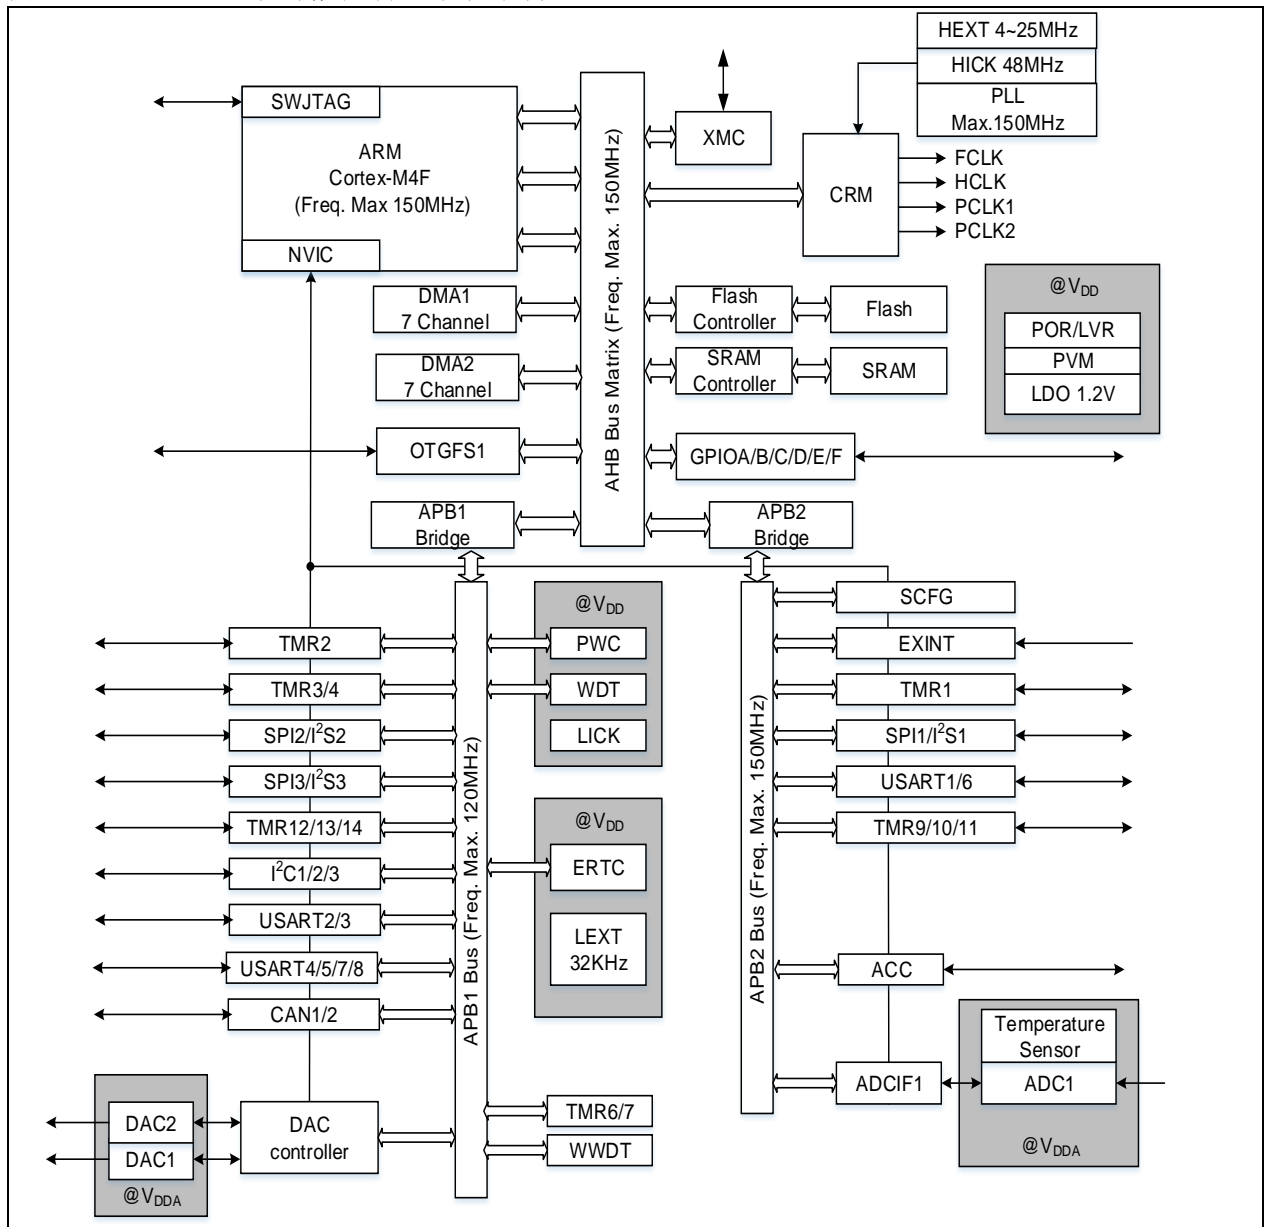 HEXT 4~25MHz
HICK 48MHz
PLL
Max.150MHz
SWJTAG
ARM
Cortex-M4F
(Freq. Max 150MHz)
NVIC
XMC
CRM
FCLK
HCLK
PCLK1
PCLK2
AHB Bus Matrix (Freq. Max. 150MHz)
DMA1
7 Channel
DMA2
7 Channel
OTGFS1
Flash
Controller
Flash
SRAM
Controller
SRAM
GPIOA/B/C/D/E/F
@VDD
POR/LVR
PVM
LDO 1.2V
APB1
Bridge
APB2
Bridge
TMR2
TMR3/4
SPI2/I²S2
SPI3/I²S3
TMR12/13/14
I²C1/2/3
USART2/3
USART4/5/7/8
CAN1/2
DAC
controller
DAC2
DAC1
@VDDA
APB1 Bus (Freq. Max. 120MHz)
@VDD
PWC
WDT
LICK
@VDD
ERTC
LEXT
32KHz
TMR6/7
WWDT
APB2 Bus (Freq. Max. 150MHz)
SCFG
EXINT
TMR1
SPI1/I²S1
USART1/6
TMR9/10/11
ACC
ADCIF1
Temperature
Sensor
ADC1
@VDDA